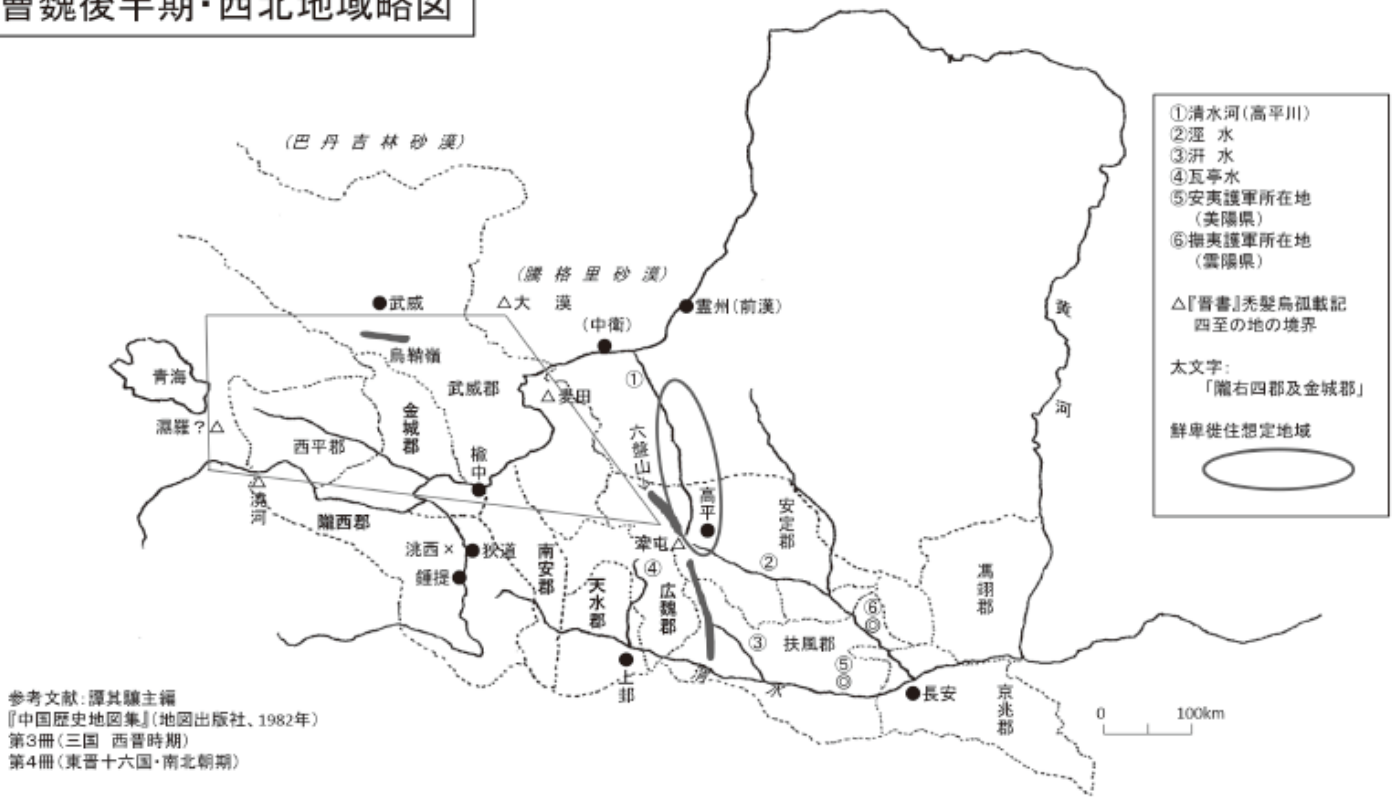 曹魏後半期・西北地域略図
①清水河(高平川)
②涇 水
③汧 水
④瓦亭水
⑤安夷護軍所在地
(美陽県)
⑥撫夷護軍所在地
(雲陽県)
△『晋書』禿髪烏孤載記
四至の地の境界
太文字:
「隴右四郡及金城郡」
鮮卑徙住想定地域
(巴丹吉林砂漠)
(騰格里砂漠)
●武威
△大 漠
●霊州(前漢)
(中衛)
烏鞘嶺
青海
武威郡
△麦田
①
黄
河
金城郡
六盤山
湿羅?△
西平郡
楡中
高平
安定郡
△澆河
隴西郡
洮西×
狄道
南安郡
牽屯△
②
鍾提
④
天水郡
広魏郡
馮翊郡
⑥
◎
③
扶風郡
⑤
◎
上邽
渭
水
長安
京兆郡
0 100km
参考文献:譚其驤主編
『中国歴史地図集』(地図出版社、1982年)
第3冊(三国 西晋時期)
第4冊(東晋十六国・南北朝期)